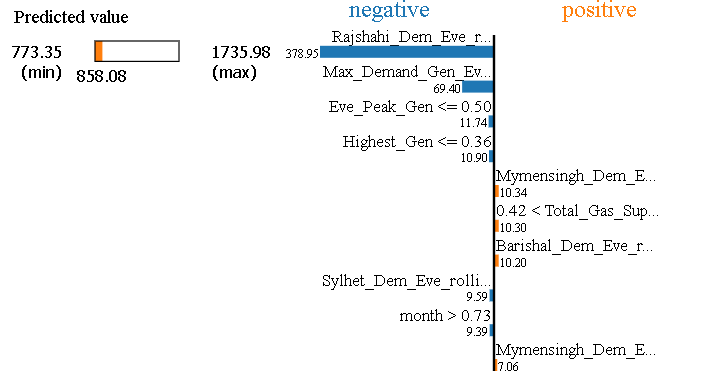 Predicted value
negative
positive
773.35
(min)
1735.98
(max)
858.08
Rajshahi_Dem_Eve_r...
378.95
Max_Demand_Gen_Ev...
69.40
Eve_Peak_Gen <= 0.50
11.74
Highest_Gen <= 0.36
10.90
Mymensingh_Dem_E...
10.34
0.42 < Total_Gas_Sup...
10.30
Barishal_Dem_Eve_r...
10.20
Sylhet_Dem_Eve_rolli...
9.59
month > 0.73
9.39
Mymensingh_Dem_E...
7.06